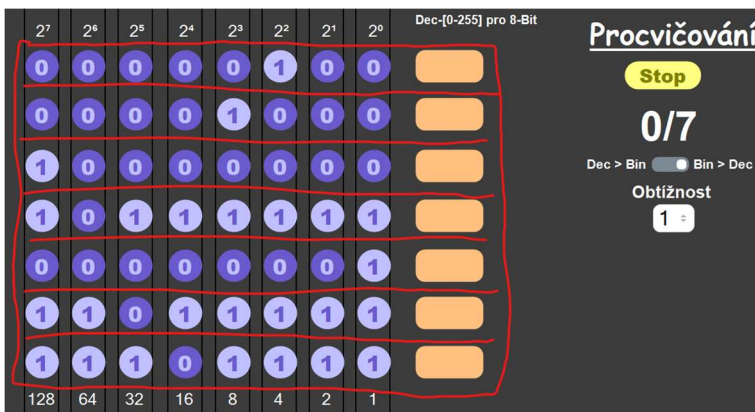 2⁷ 2⁶ 2⁵ 2⁴ 2³ 2² 2¹ 2⁰ Dec-[0-255] pro 8-Bit
0 0 0 0 0 1 0 0
0 0 0 0 1 0 0 0
1 0 0 0 0 0 0 0
1 0 1 1 1 1 1 1
0 0 0 0 0 0 0 1
1 1 0 1 1 1 1 1
1 1 1 0 1 1 1 1
128 64 32 16 8 4 2 1
Procvičování
Stop
0/7
Dec > Bin Bin > Dec
Obtížnost
1